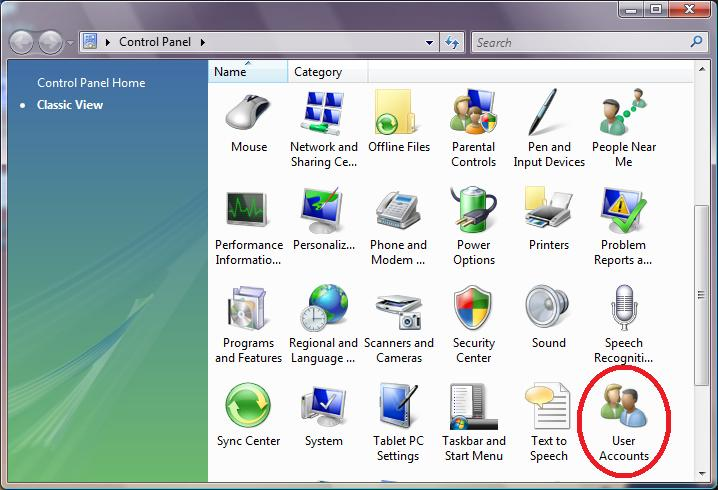 Control Panel
Search
Control Panel Home
Classic View
Name Category
Mouse
Network and
Sharing Ce...
Offline Files
Parental
Controls
Pen and
Input Devices
People Near
Me
Performance
Informatio...
Personaliz...
Phone and
Modem ...
Power
Options
Printers
Problem
Reports a...
Programs
and Features
Regional and
Language ...
Scanners and
Cameras
Security
Center
Sound
Speech
Recogniti...
Sync Center
System
Tablet PC
Settings
Taskbar and
Start Menu
Text to
Speech
User
Accounts